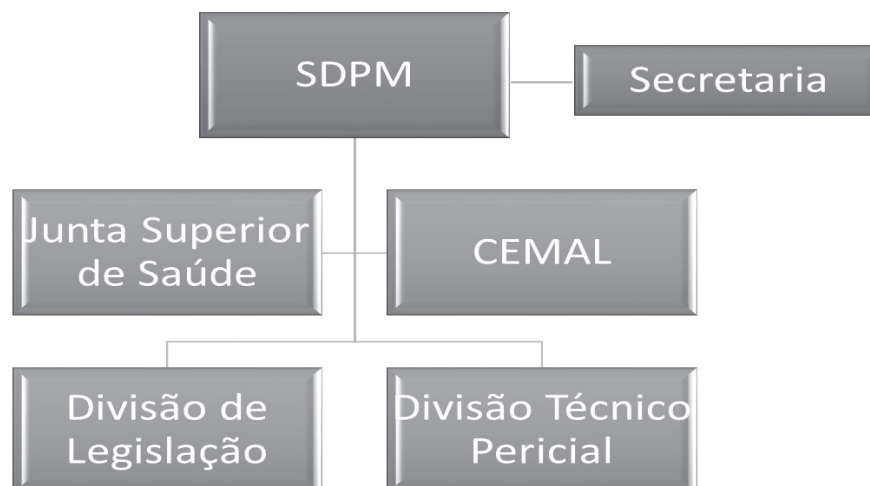 SDPM
Secretaria
Junta Superior
de Saúde
CEMAL
Divisão de
Legislação
Divisão Técnico
Pericial